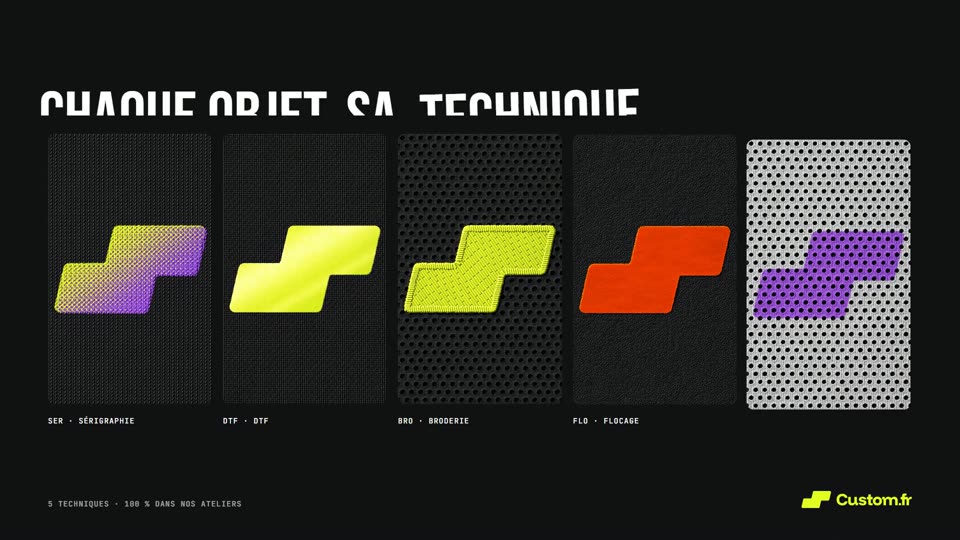 CHAQUE OBJET, SA TECHNIQUE
SER · SÉRIGRAPHIE
DTF · DTF
BRO · BRODERIE
FLO · FLOCAGE
5 TECHNIQUES · 100 % DANS NOS ATELIERS
Custom.fr